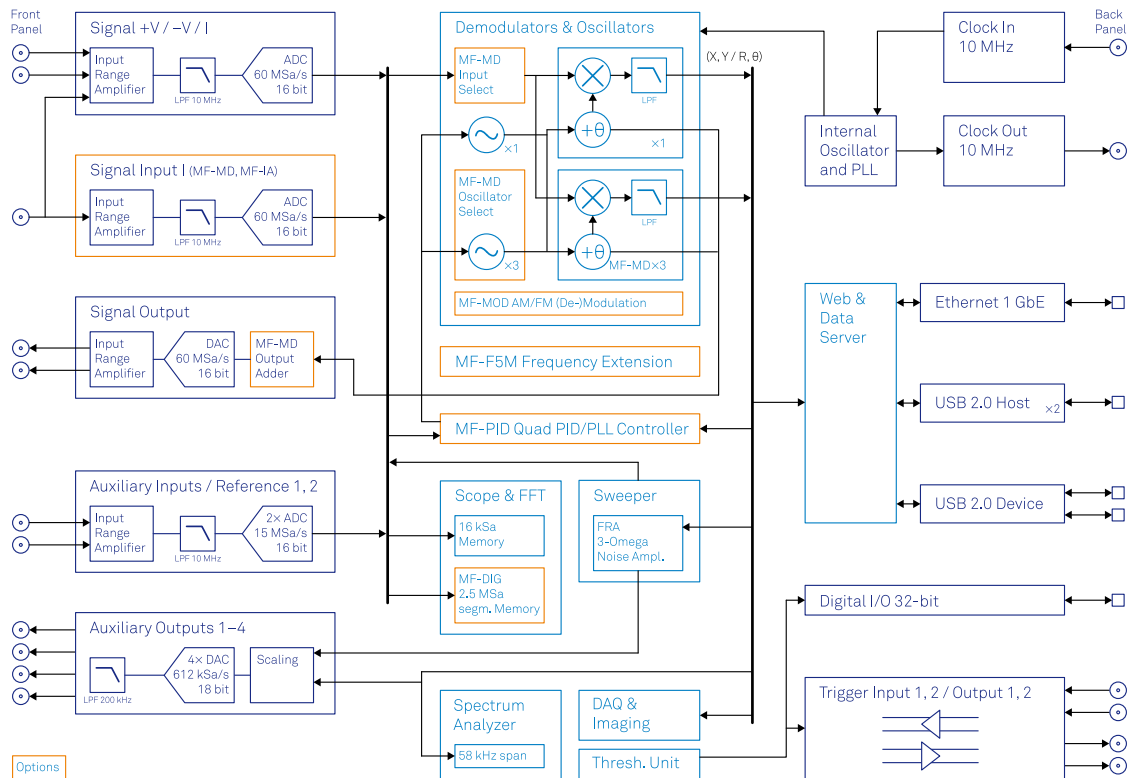 Front
Panel
Signal +V / –V / I
Input
Range
Amplifier
LPF 10 MHz
ADC
60 MSa/s
16 bit
Signal Input I (MF-MD, MF-IA)
Input
Range
Amplifier
LPF 10 MHz
ADC
60 MSa/s
16 bit
Signal Output
Input
Range
Amplifier
DAC
60 MSa/s
16 bit
MF-MD
Output
Adder
Auxiliary Inputs / Reference 1, 2
Input
Range
Amplifier
LPF 10 MHz
2× ADC
15 MSa/s
16 bit
Auxiliary Outputs 1–4
LPF 200 kHz
4× DAC
612 kSa/s
18 bit
Scaling
Options
Demodulators & Oscillators
MF-MD
Input
Select
×1
MF-MD
Oscillator
Select
×3
LPF
+θ
×1
LPF
+θ
MF-MD×3
MF-MOD AM/FM (De-)Modulation
(X, Y / R, θ)
MF-F5M Frequency Extension
MF-PID Quad PID/PLL Controller
Scope & FFT
16 kSa
Memory
MF-DIG
2.5 MSa
segm. Memory
Sweeper
FRA
3-Omega
Noise Ampl.
Spectrum
Analyzer
58 kHz span
DAQ &
Imaging
Thresh. Unit
Clock In
10 MHz
Back
Panel
Internal
Oscillator
and PLL
Clock Out
10 MHz
Web &
Data
Server
Ethernet 1 GbE
USB 2.0 Host ×2
USB 2.0 Device
Digital I/O 32-bit
Trigger Input 1, 2 / Output 1, 2